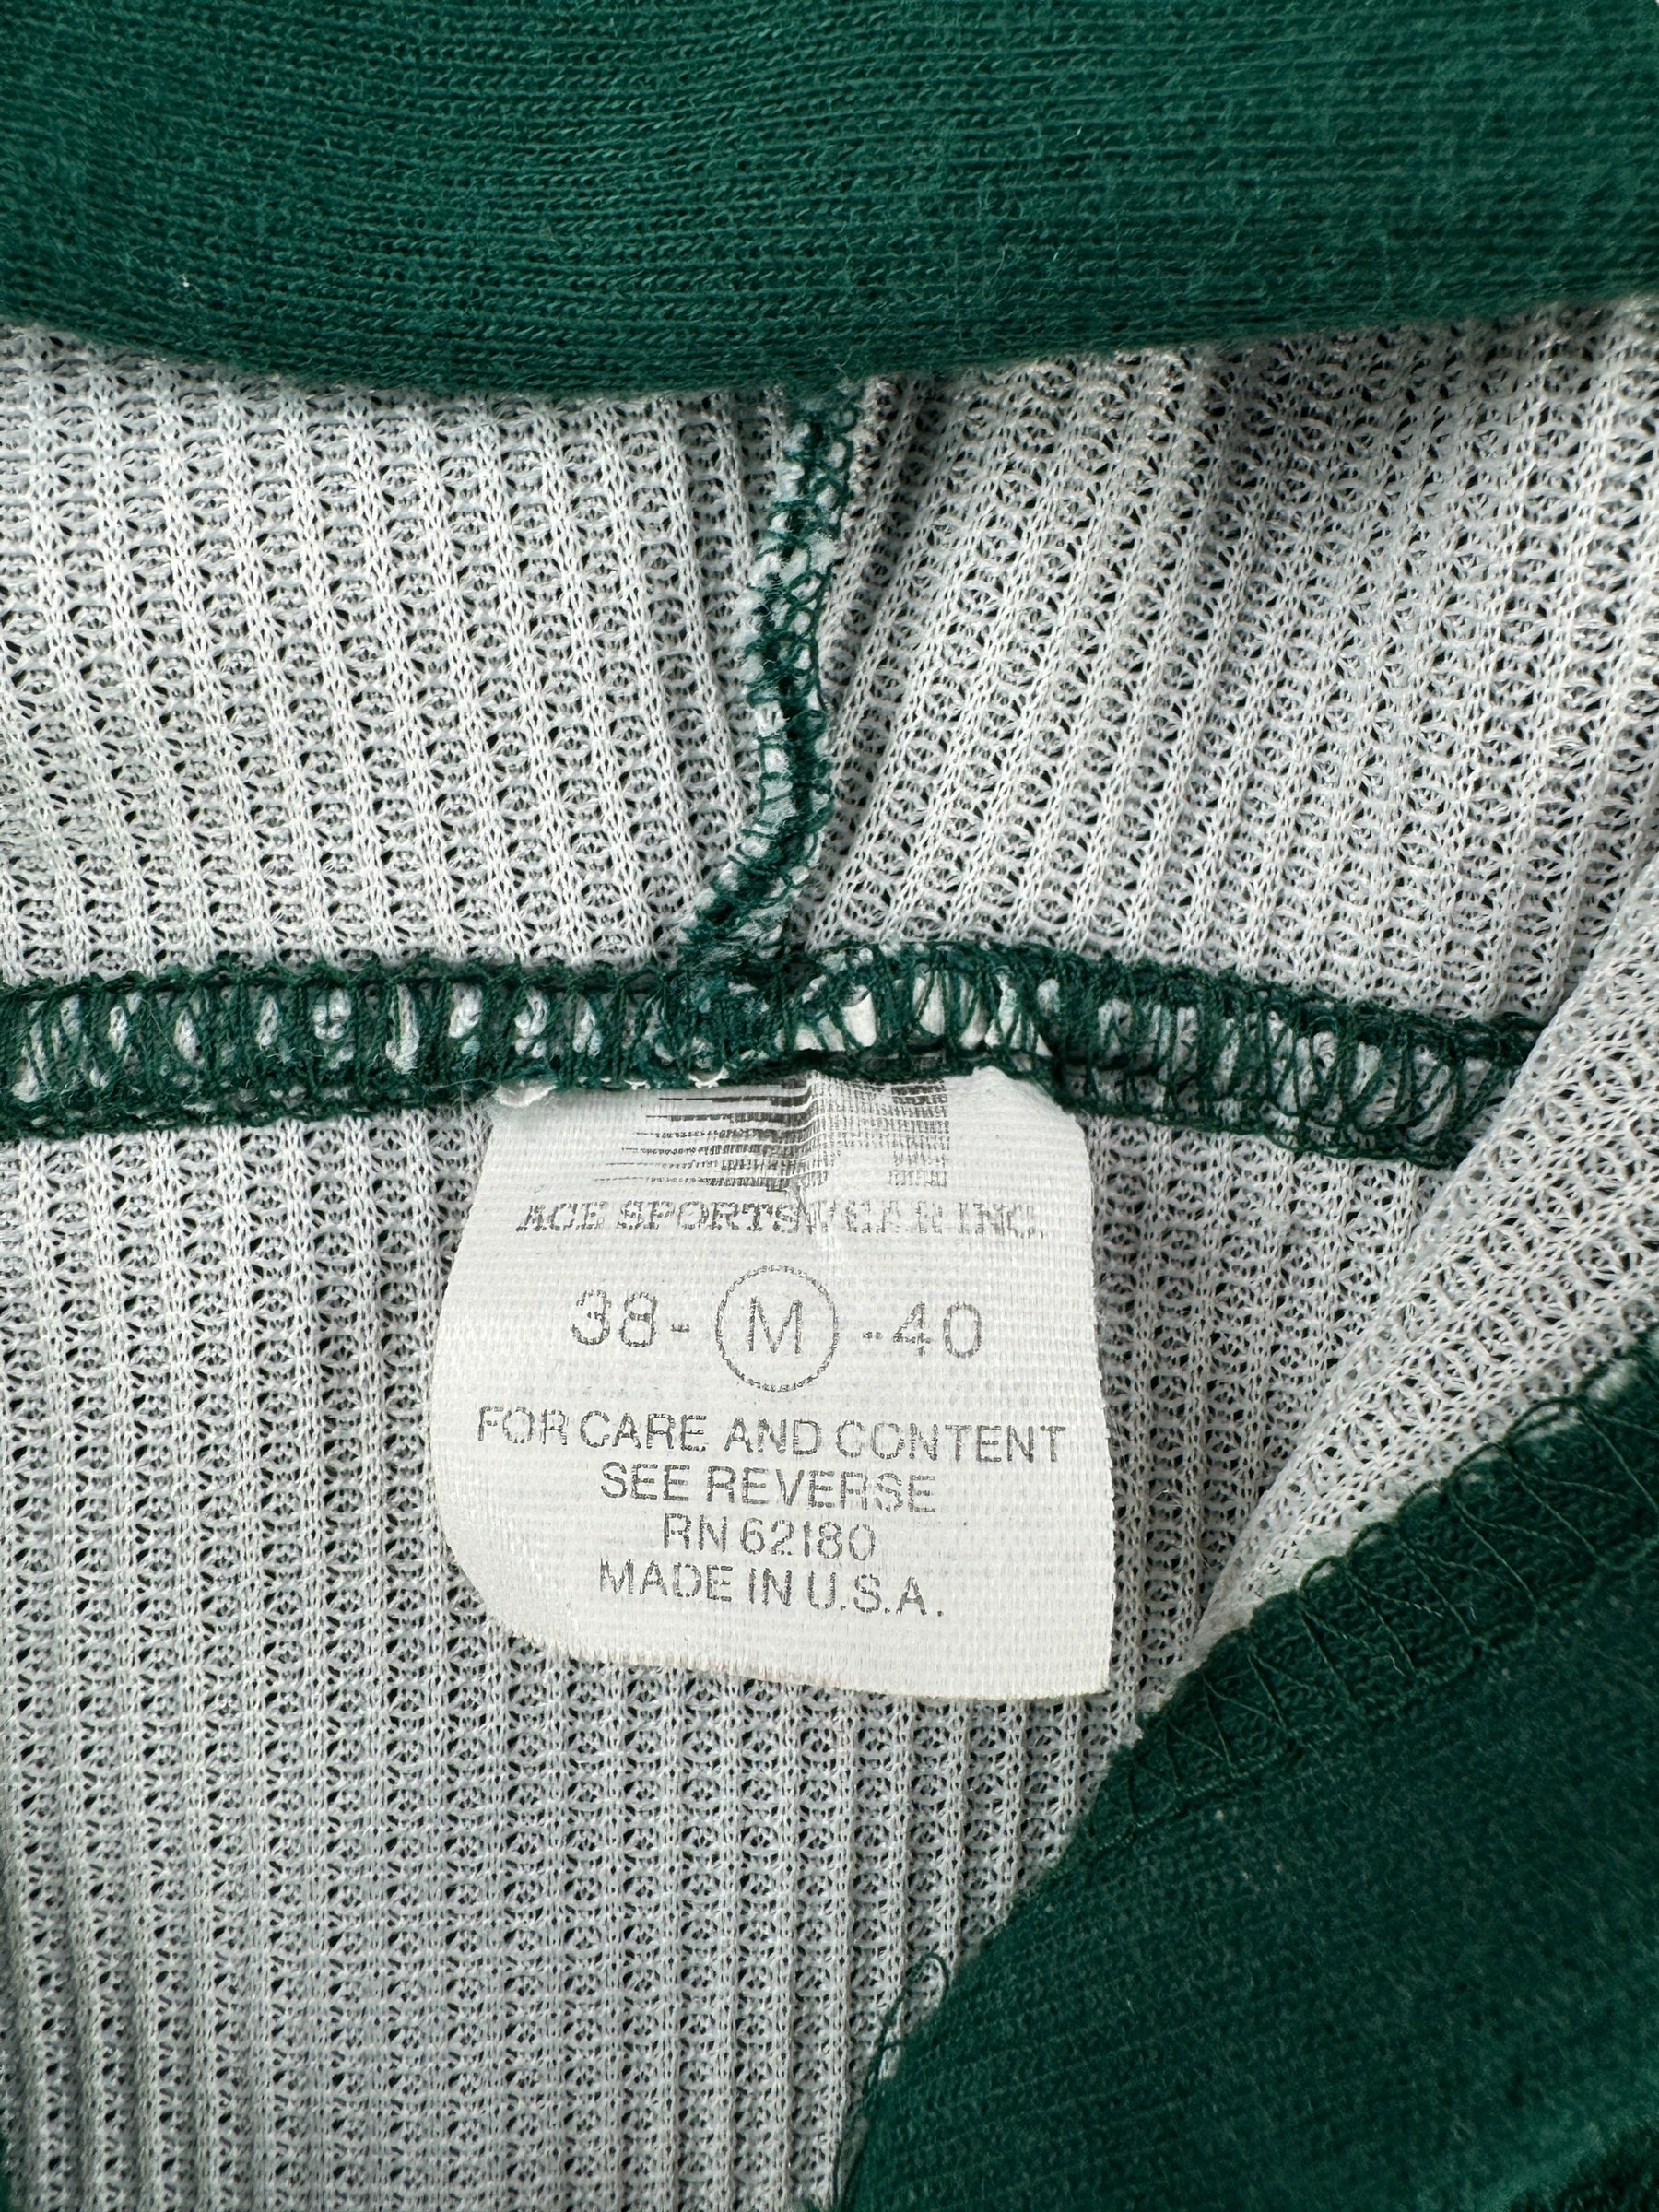 ACE SPORTSWEAR INC.
38- M -40
FOR CARE AND CONTENT
SEE REVERSE
RN 62180
MADE IN U.S.A.